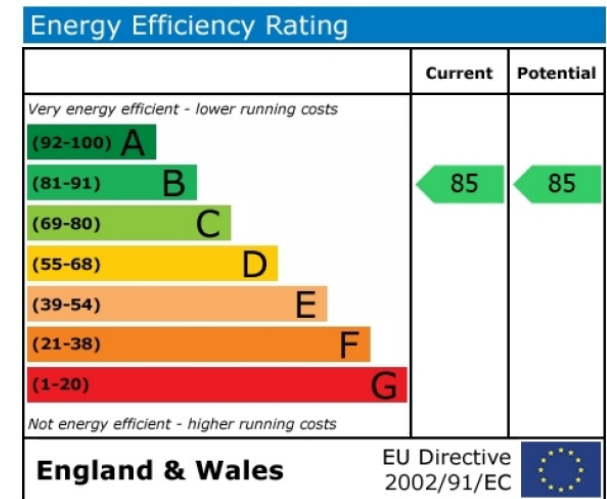 Energy Efficiency Rating
Current Potential
Very energy efficient - lower running costs
(92-100) A
(81-91) B 85 85
(69-80) C
(55-68) D
(39-54) E
(21-38) F
(1-20) G
Not energy efficient - higher running costs
England & Wales
EU Directive
2002/91/EC